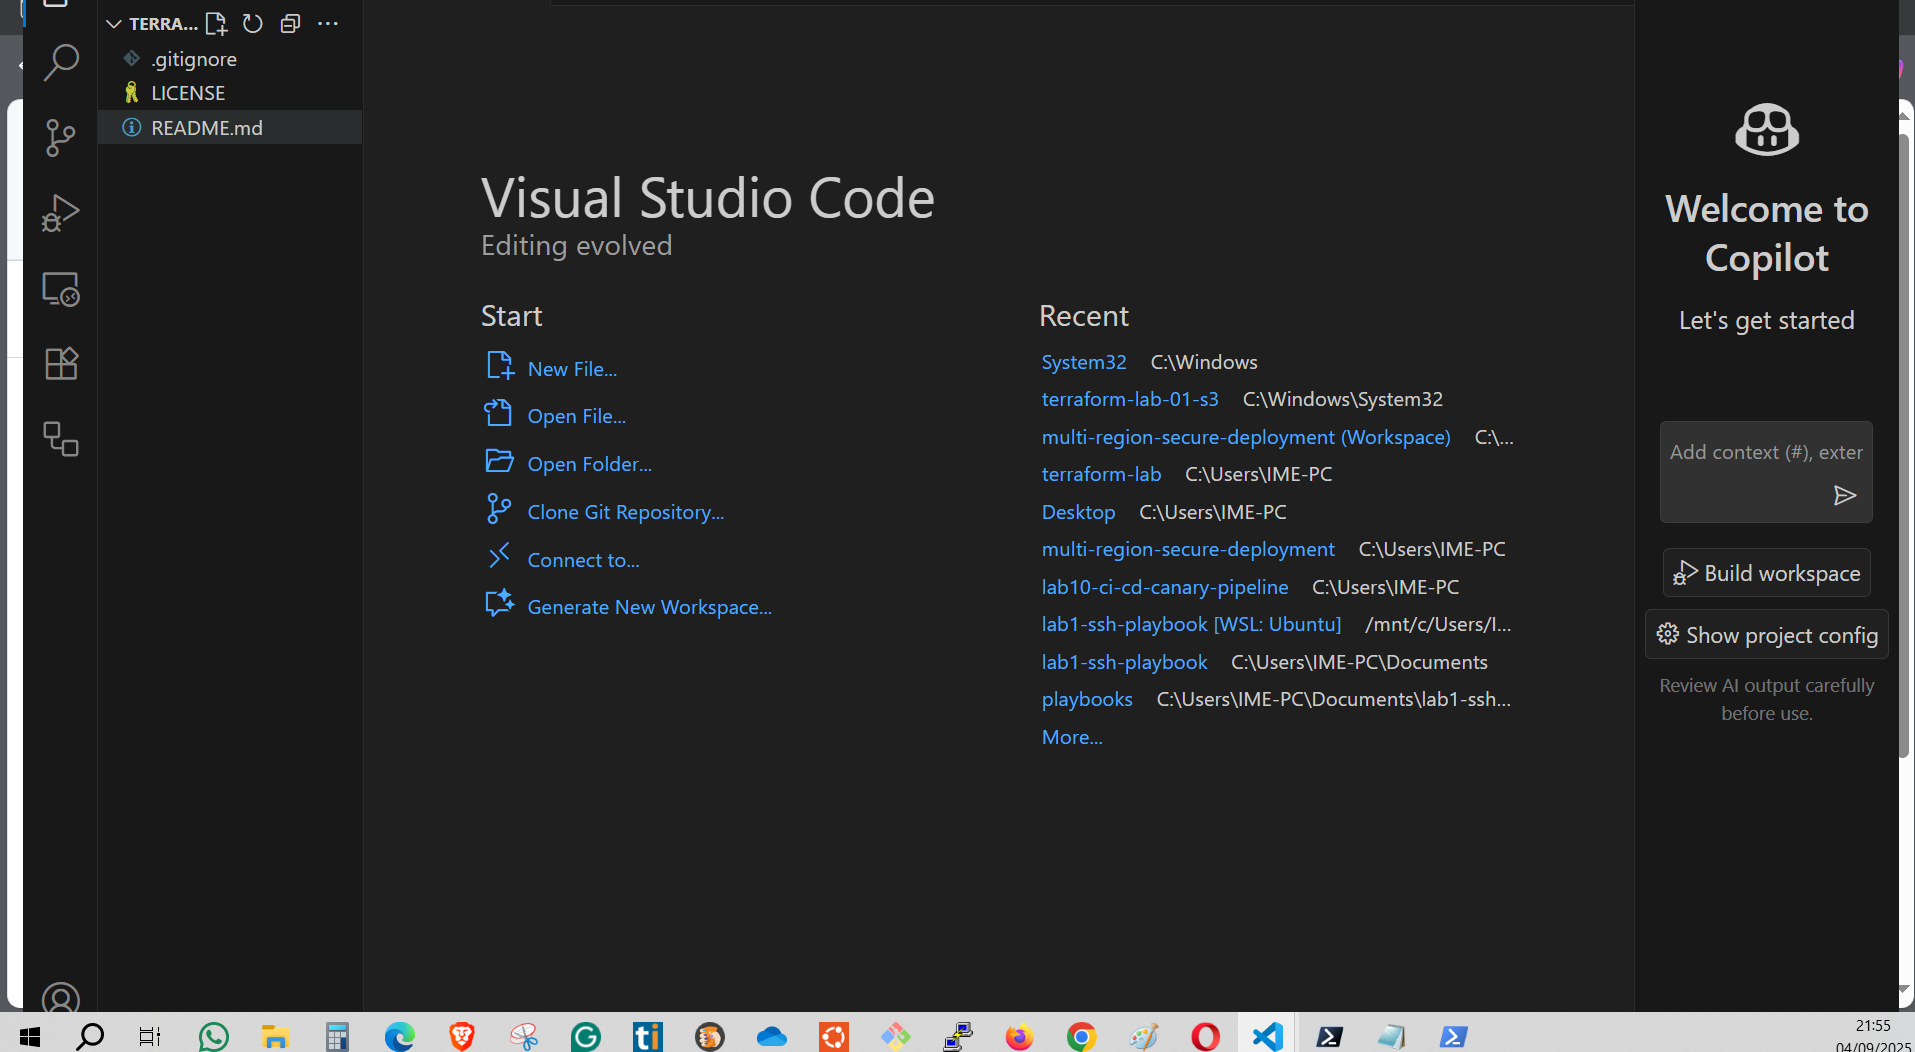 TERRA...
.gitignore
LICENSE
README.md
Visual Studio Code
Editing evolved
Start
New File...
Open File...
Open Folder...
Clone Git Repository...
Connect to...
Generate New Workspace...
Recent
System32 C:\Windows
terraform-lab-01-s3 C:\Windows\System32
multi-region-secure-deployment (Workspace) C:\...
terraform-lab C:\Users\IME-PC
Desktop C:\Users\IME-PC
multi-region-secure-deployment C:\Users\IME-PC
lab10-ci-cd-canary-pipeline C:\Users\IME-PC
lab1-ssh-playbook [WSL: Ubuntu] /mnt/c/Users/I...
lab1-ssh-playbook C:\Users\IME-PC\Documents
playbooks C:\Users\IME-PC\Documents\lab1-ssh...
More...
Welcome to
Copilot
Let's get started
Add context (#), exter
Build workspace
Show project config
Review AI output carefully
before use.
ti
21:55
04/09/2025